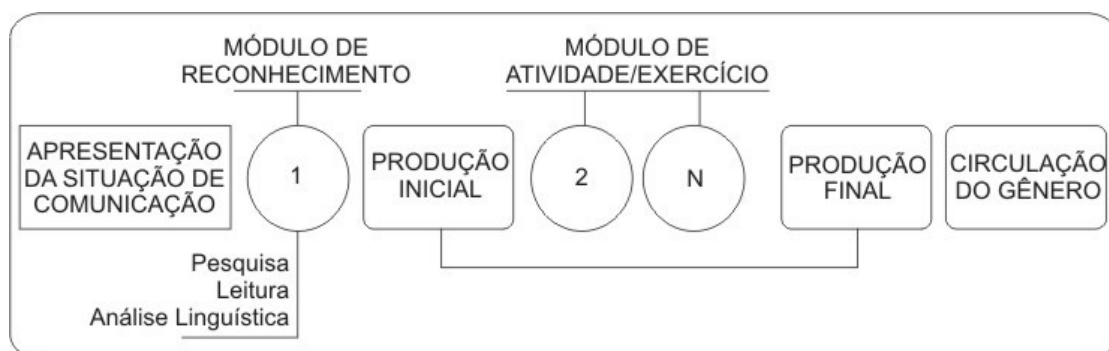 MÓDULO DE
RECONHECIMENTO
MÓDULO DE
ATIVIDADE/EXERCÍCIO
APRESENTAÇÃO
DA SITUAÇÃO DE
COMUNICAÇÃO
1
PRODUÇÃO
INICIAL
2
N
PRODUÇÃO
FINAL
CIRCULAÇÃO
DO GÊNERO
Pesquisa
Leitura
Análise Linguística